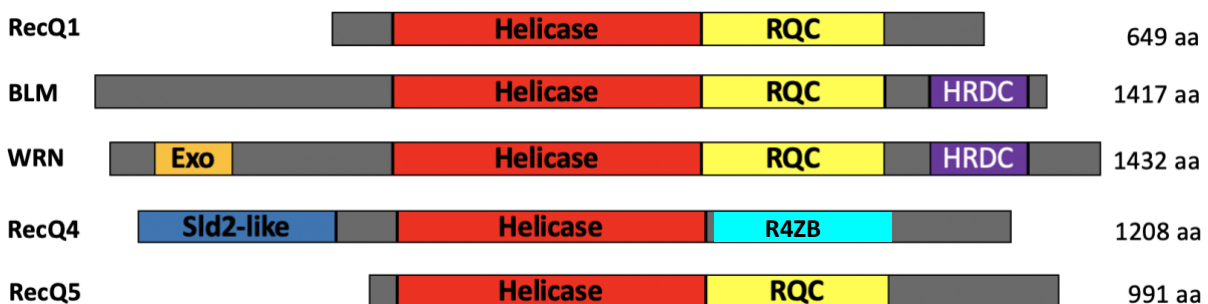 RecQ1 Helicase RQC 649 aa
BLM Helicase RQC HRDC 1417 aa
WRN Exo Helicase RQC HRDC 1432 aa
RecQ4 Sld2-like Helicase R4ZB 1208 aa
RecQ5 Helicase RQC 991 aa